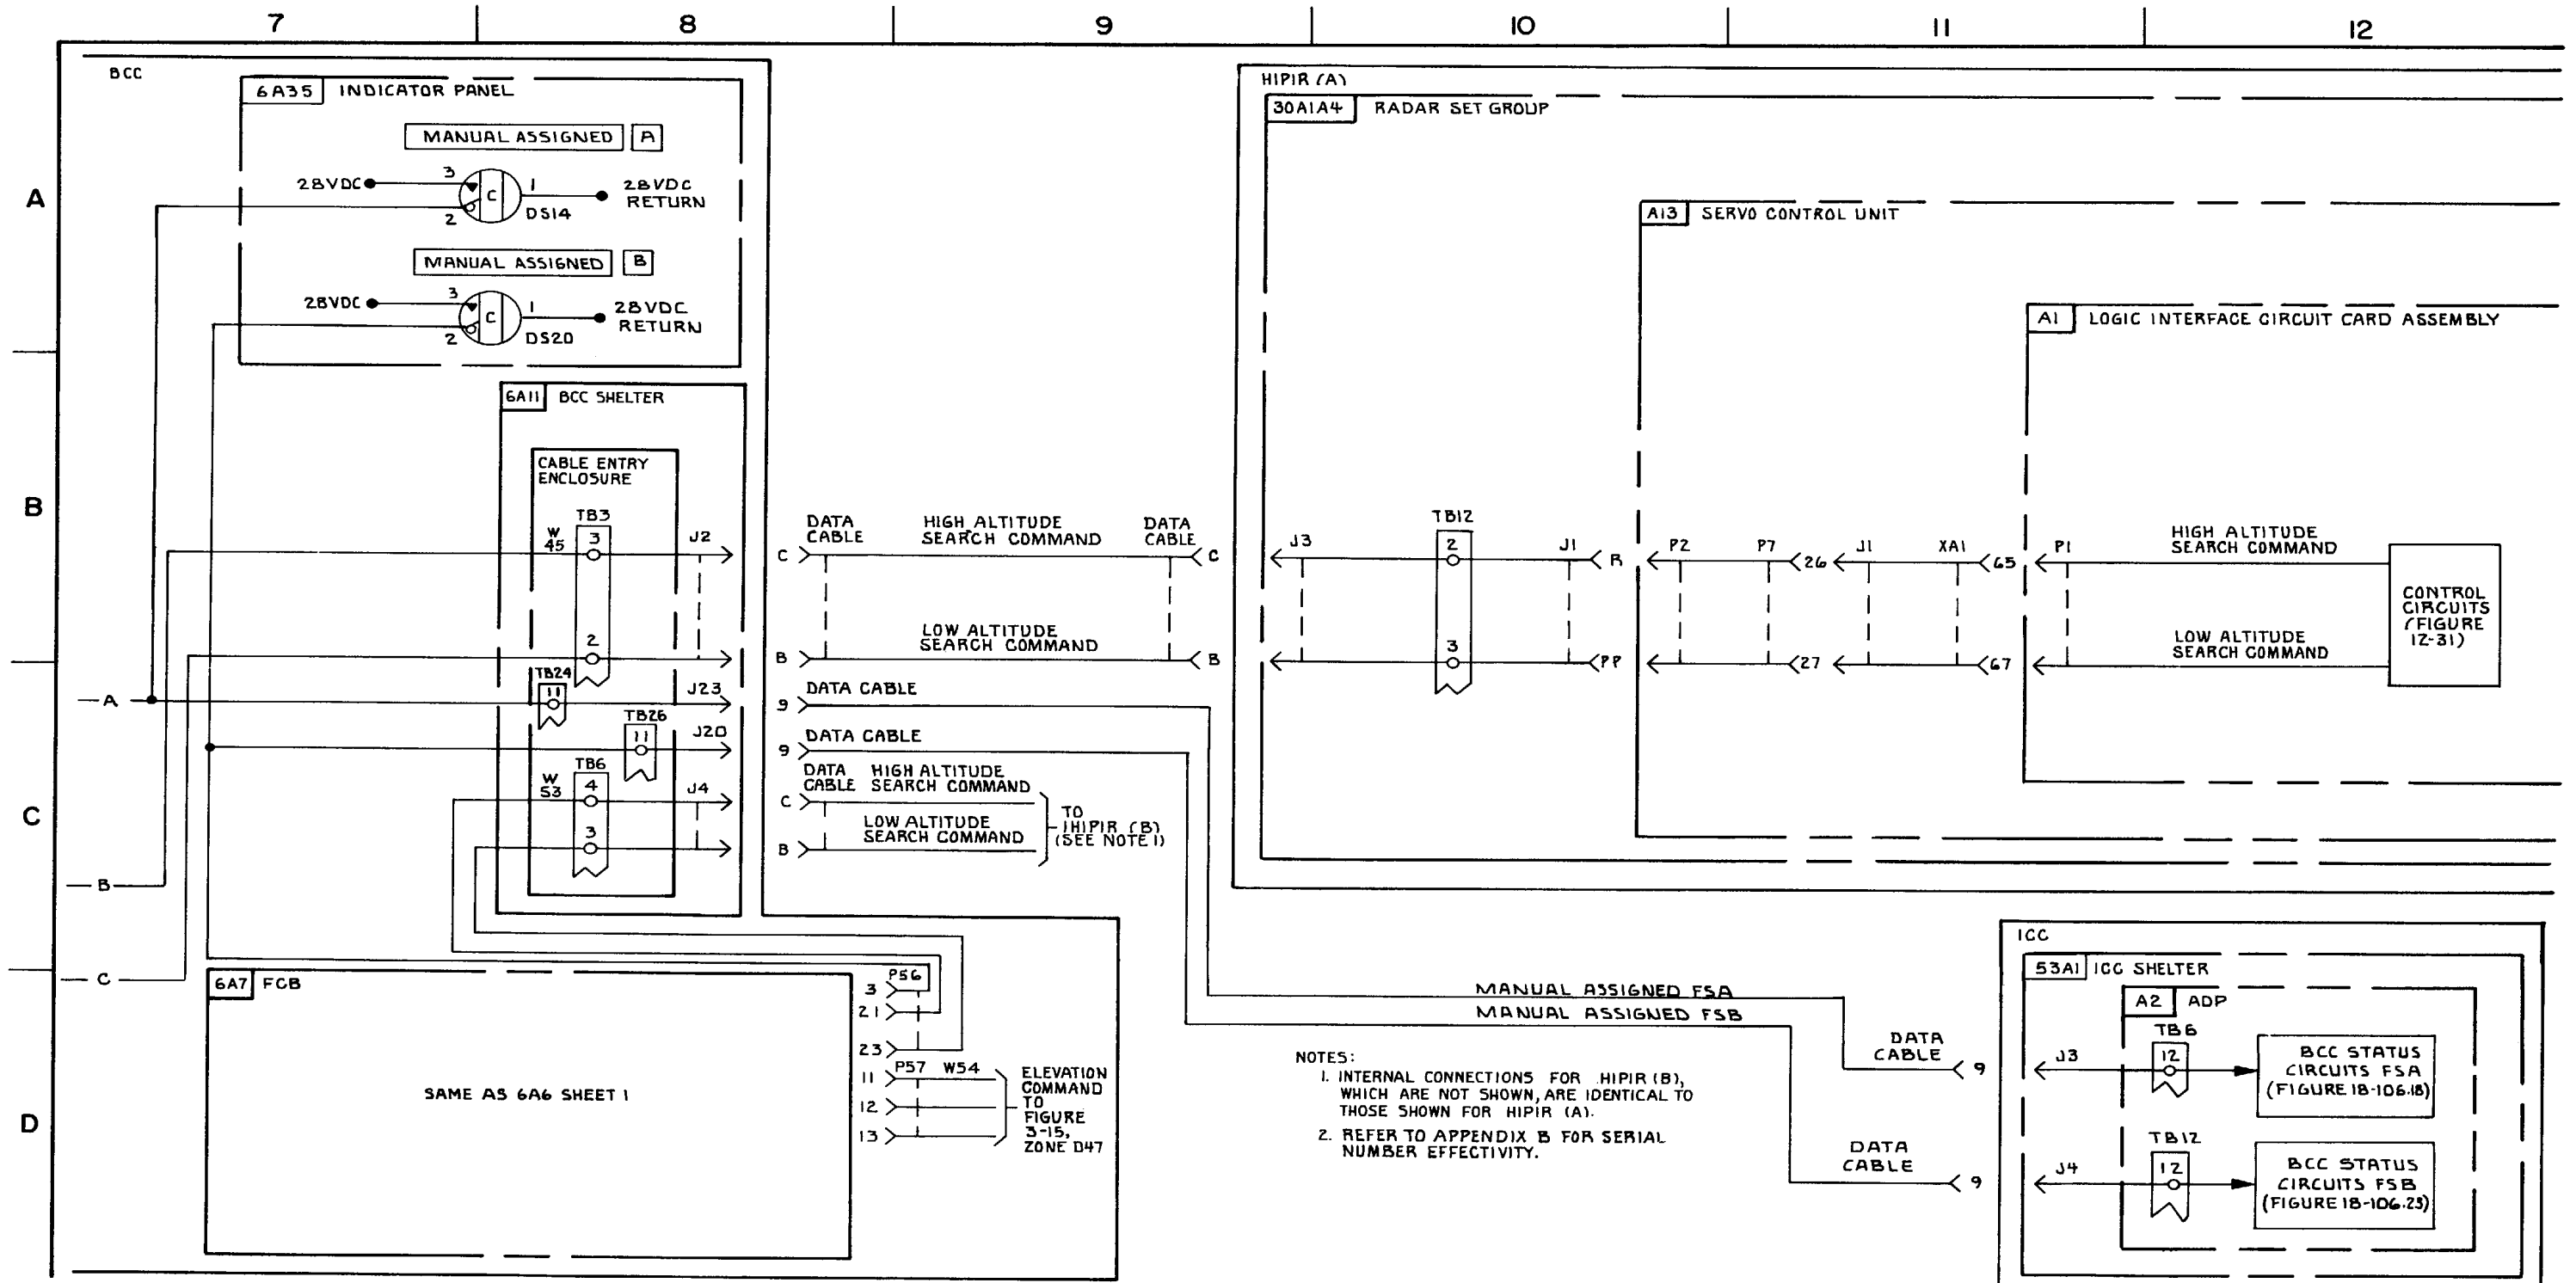 7 8 9 10 11 12
A
B
C
D
BCC
6A35 INDICATOR PANEL
MANUAL ASSIGNED A
28VDC
3
C
1
28VDC
RETURN
2
DS14
MANUAL ASSIGNED B
28VDC
3
C
1
28VDC
RETURN
2
DS20
6A11 BCC SHELTER
CABLE ENTRY
ENCLOSURE
W
45
TB3
3
J2
2
TB24
11
J23
TB26
11
J20
W
53
TB6
4
J4
3
A
B
C
6A7 FCB
SAME AS 6A6 SHEET 1
P56
3
21
23
P57 W54
11
12
13
ELEVATION
COMMAND
TO
FIGURE
3-15,
ZONE D47
C
DATA
CABLE
HIGH ALTITUDE
SEARCH COMMAND
DATA
CABLE
C
B
LOW ALTITUDE
SEARCH COMMAND
B
9
DATA CABLE
9
DATA CABLE
C
DATA
CABLE
HIGH ALTITUDE
SEARCH COMMAND
B
LOW ALTITUDE
SEARCH COMMAND
TO
IHIPIR (B)
(SEE NOTE 1)
HIPIR (A)
30A1A4 RADAR SET GROUP
A13 SERVO CONTROL UNIT
A1 LOGIC INTERFACE CIRCUIT CARD ASSEMBLY
J3
TB12
2
J1
R
P2
P7
26
J1
XA1
65
P1
HIGH ALTITUDE
SEARCH COMMAND
3
PP
27
67
LOW ALTITUDE
SEARCH COMMAND
CONTROL
CIRCUITS
(FIGURE
12-31)
MANUAL ASSIGNED FSA
MANUAL ASSIGNED FSB
NOTES:
1. INTERNAL CONNECTIONS FOR HIPIR (B),
WHICH ARE NOT SHOWN, ARE IDENTICAL TO
THOSE SHOWN FOR HIPIR (A).
2. REFER TO APPENDIX B FOR SERIAL
NUMBER EFFECTIVITY.
ICC
53A1 ICC SHELTER
A2 ADP
DATA
CABLE
9
J3
TB6
12
BCC STATUS
CIRCUITS FSA
(FIGURE 18-106.18)
DATA
CABLE
9
J4
TB12
12
BCC STATUS
CIRCUITS FSB
(FIGURE 18-106.25)